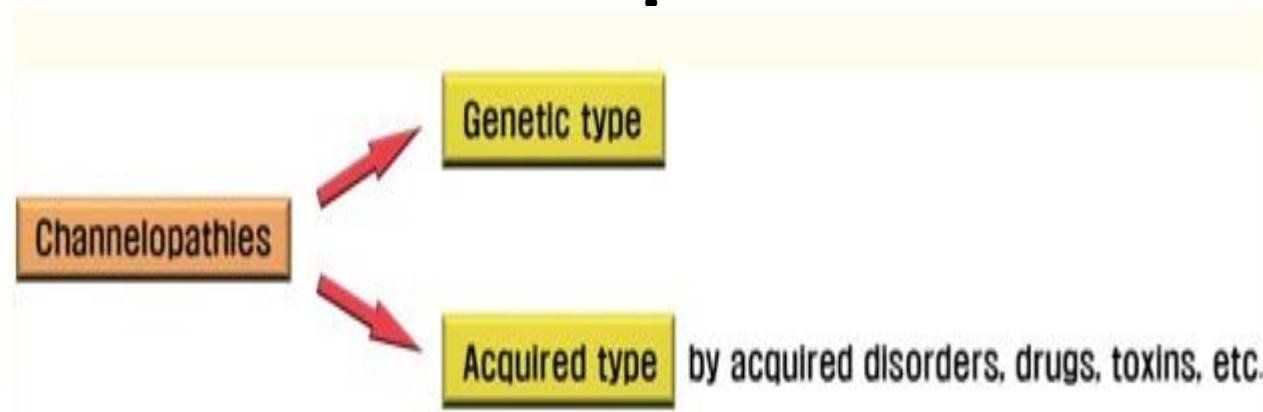 Genetic type
Channelopathies
Acquired type by acquired disorders, drugs, toxins, etc.